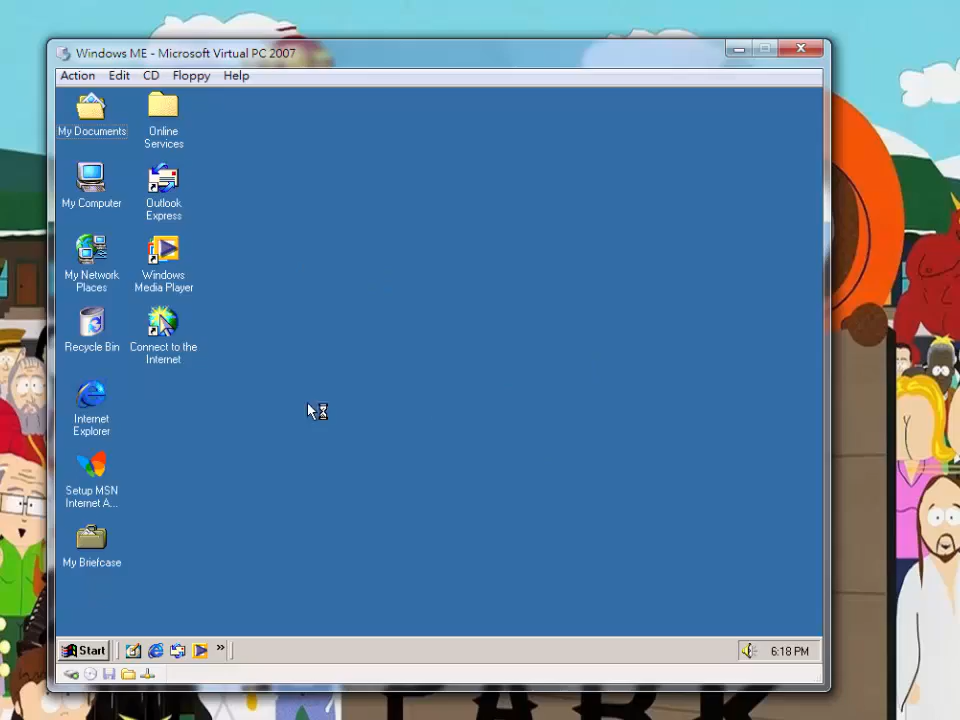 Windows ME - Microsoft Virtual PC 2007
Action Edit CD Floppy Help
My Documents
Online
Services
My Computer
Outlook
Express
My Network
Places
Windows
Media Player
Recycle Bin
Connect to the
Internet
Internet
Explorer
Setup MSN
Internet A...
My Briefcase
Start
»
6:18 PM
PARK